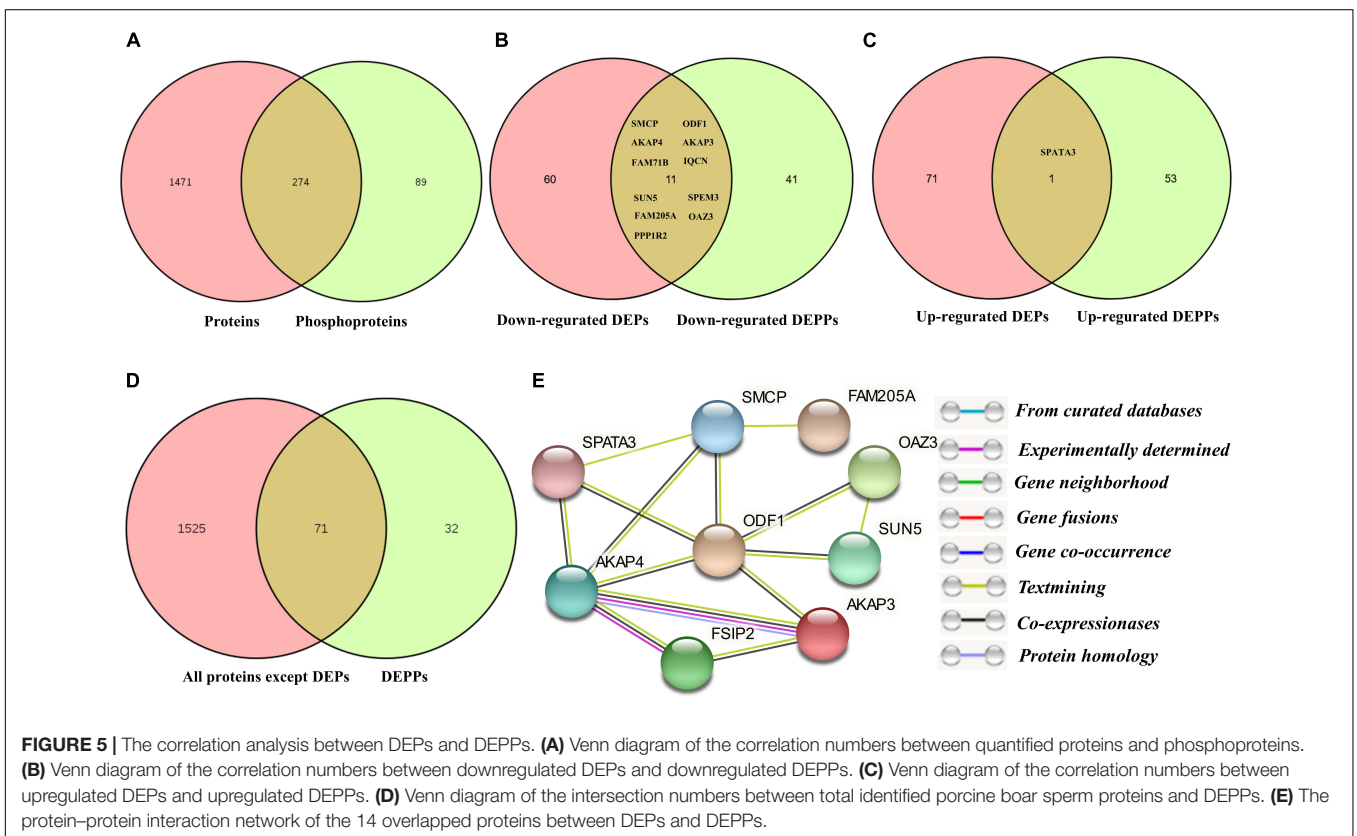 A
1471
274
89
Proteins
Phosphoproteins
B
SMCP
ODF1
AKAP4
AKAP3
FAM71B
IQCN
60
11
41
SUN5
SPEM3
FAM205A
OAZ3
PPP1R2
Down-regurated DEPs
Down-regurated DEPPs
C
SPATA3
71
1
53
Up-regurated DEPs
Up-regurated DEPPs
D
1525
71
32
All proteins except DEPs
DEPPs
E
SMCP
FAM205A
SPATA3
OAZ3
ODF1
SUN5
AKAP4
AKAP3
FSIP2
From curated databases
Experimentally determined
Gene neighborhood
Gene fusions
Gene co-occurrence
Textmining
Co-expressionases
Protein homology
FIGURE 5 | The correlation analysis between DEPs and DEPPs. (A) Venn diagram of the correlation numbers between quantified proteins and phosphoproteins.
(B) Venn diagram of the correlation numbers between downregulated DEPs and downregulated DEPPs. (C) Venn diagram of the correlation numbers between
upregulated DEPs and upregulated DEPPs. (D) Venn diagram of the intersection numbers between total identified porcine boar sperm proteins and DEPPs. (E) The
protein–protein interaction network of the 14 overlapped proteins between DEPs and DEPPs.